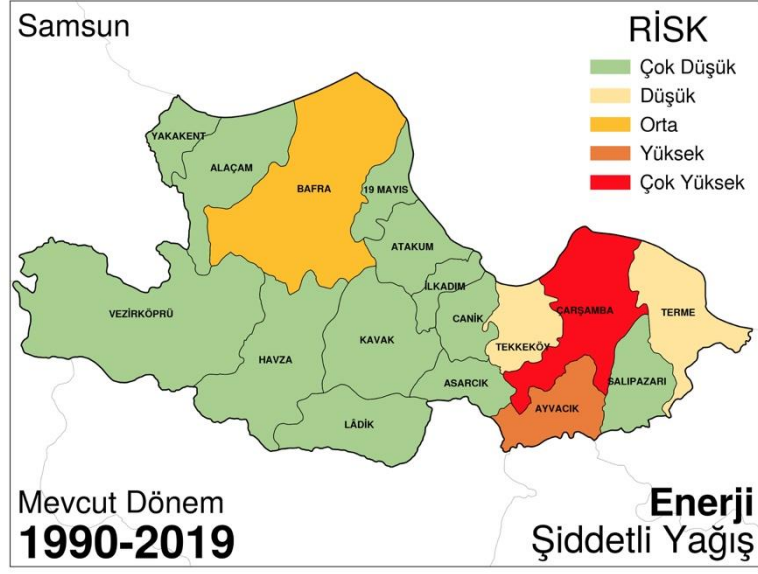 Samsun
RİSK
Çok Düşük
Düşük
Orta
Yüksek
Çok Yüksek
YAKAKENT
ALAÇAM
BAFRA
19 MAYIS
ATAKUM
İLKADIM
VEZİRKÖPRÜ
CANİK
ÇARŞAMBA
TERME
HAVZA
KAVAK
TEKKEKÖY
ASARCIK
SALIPAZARI
LÂDİK
AYVACIK
Mevcut Dönem
1990-2019
Enerji
Şiddetli Yağış